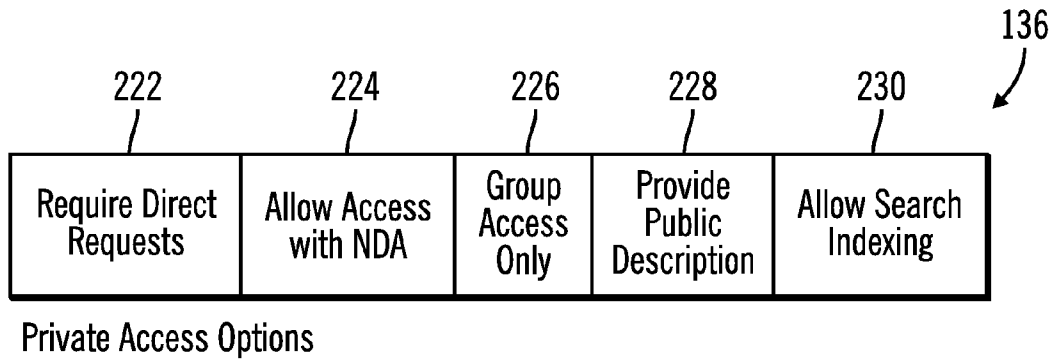 136
222 224 226 228 230
Require Direct
Requests
Allow Access
with NDA
Group
Access
Only
Provide
Public
Description
Allow Search
Indexing
Private Access Options